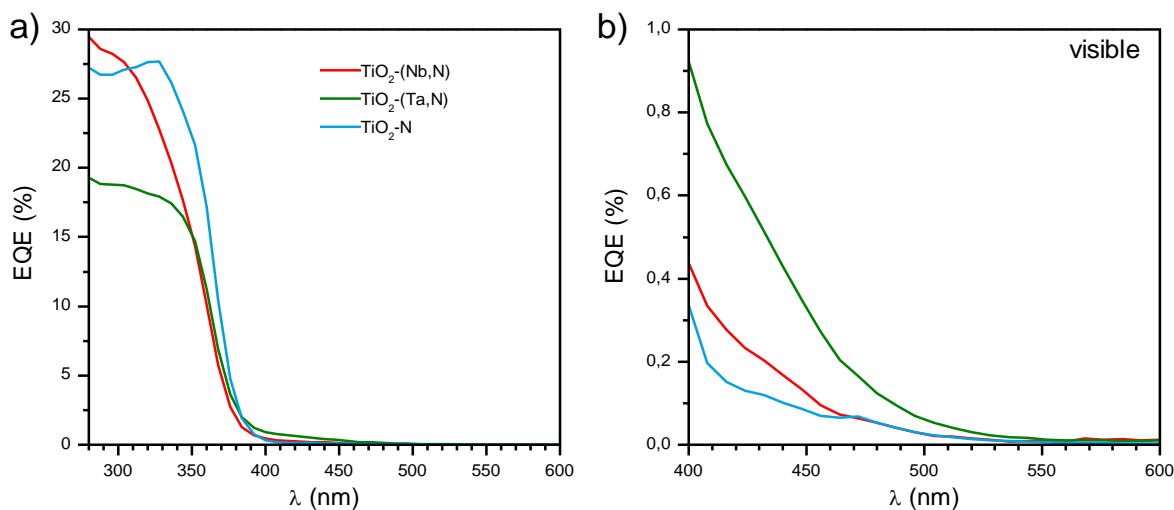 a)
EQE (%)
30
25
20
15
10
5
0
300 350 400 450 500 550 600
λ (nm)
TiO2-(Nb,N)
TiO2-(Ta,N)
TiO2-N
b)
visible
EQE (%)
1,0
0,8
0,6
0,4
0,2
0,0
400 450 500 550 600
λ (nm)